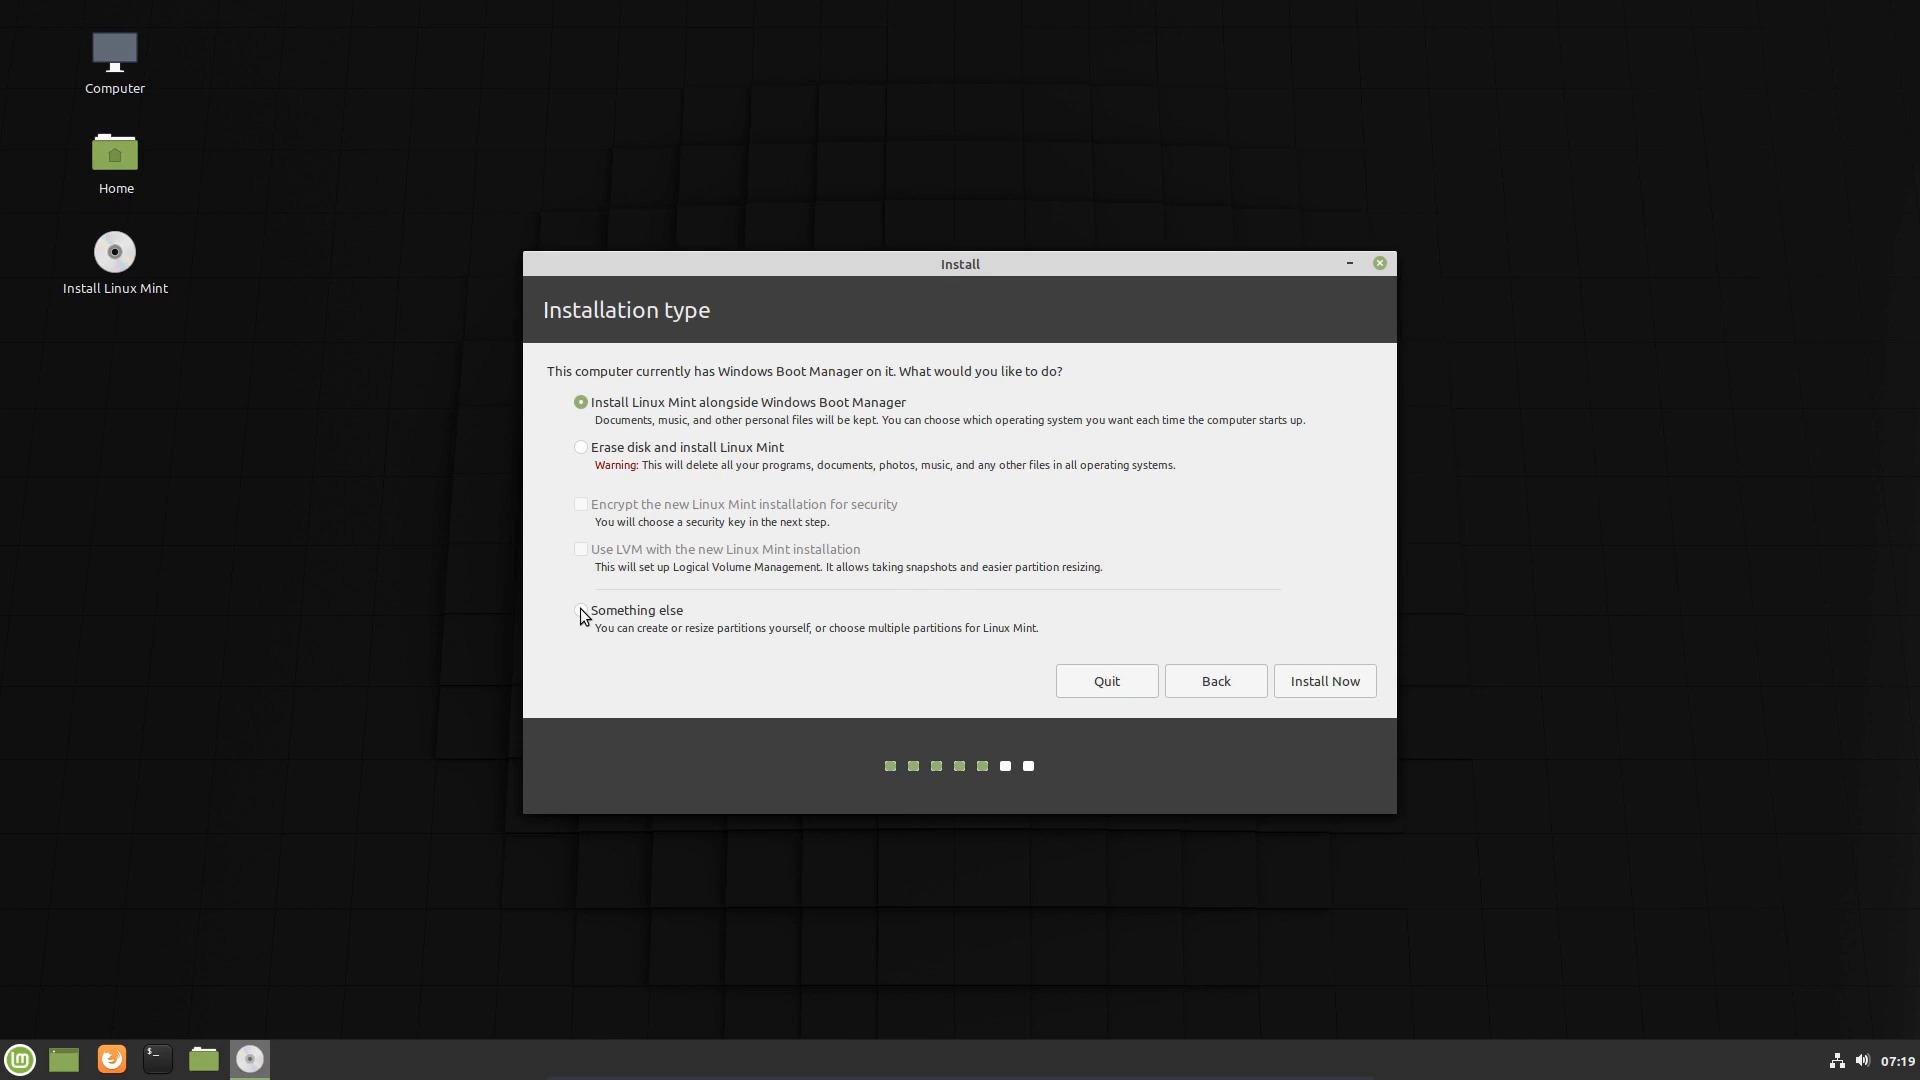 Computer
Home
Install Linux Mint
Install
Installation type
This computer currently has Windows Boot Manager on it. What would you like to do?
Install Linux Mint alongside Windows Boot Manager
Documents, music, and other personal files will be kept. You can choose which operating system you want each time the computer starts up.
Erase disk and install Linux Mint
Warning: This will delete all your programs, documents, photos, music, and any other files in all operating systems.
Encrypt the new Linux Mint installation for security
You will choose a security key in the next step.
Use LVM with the new Linux Mint installation
This will set up Logical Volume Management. It allows taking snapshots and easier partition resizing.
Something else
You can create or resize partitions yourself, or choose multiple partitions for Linux Mint.
Quit Back Install Now
$_
07:19